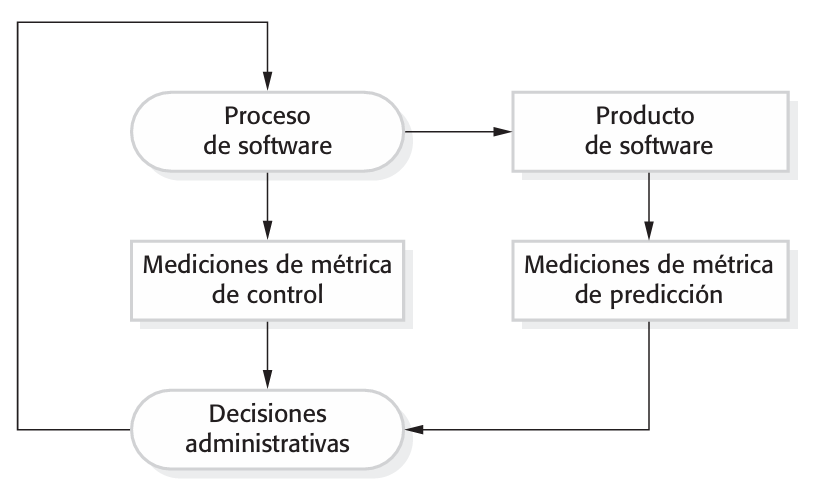 Proceso
de software
Producto
de software
Mediciones de métrica
de control
Mediciones de métrica
de predicción
Decisiones
administrativas